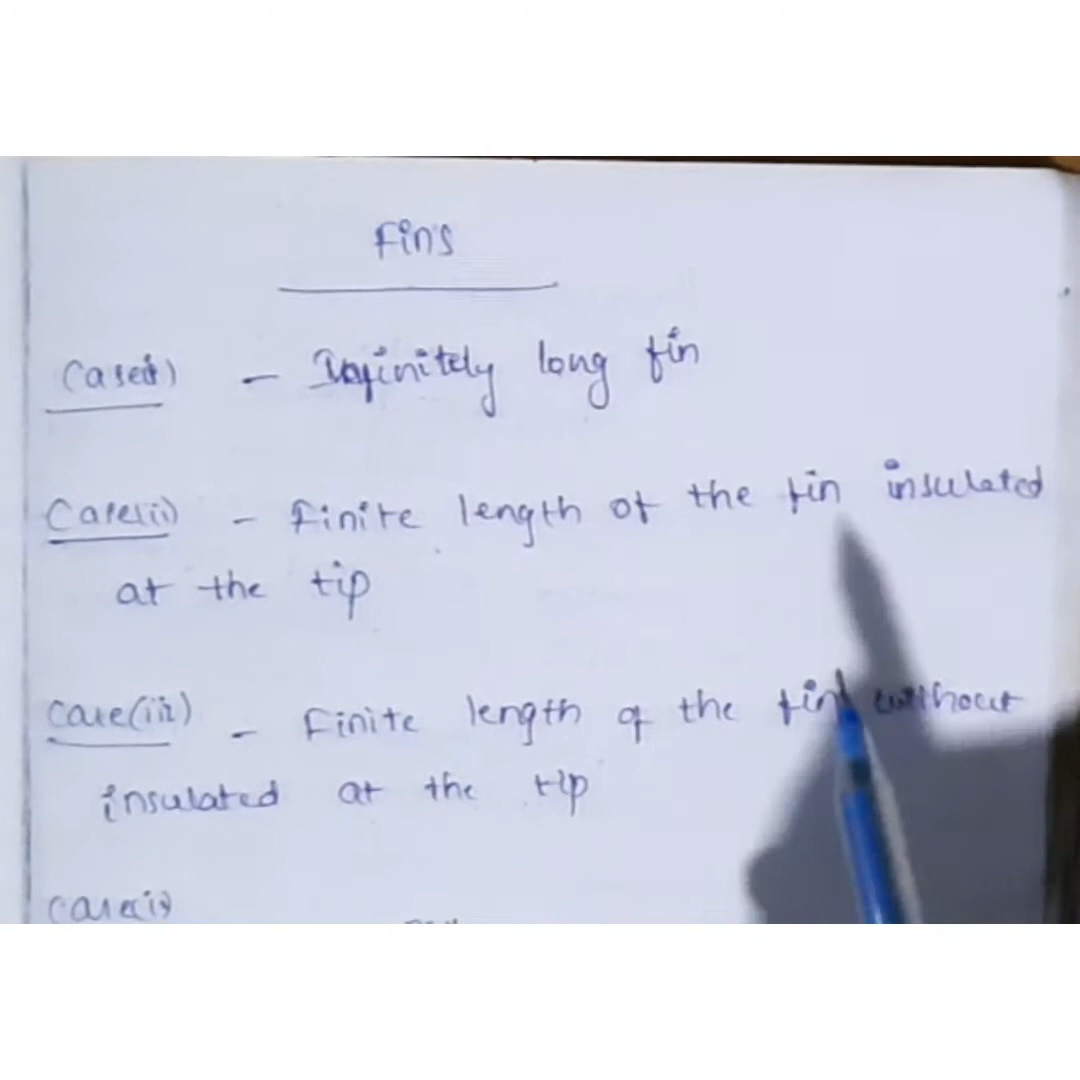 Fin's
Case(i) - Infinitely long fin
Case(ii) - Finite length of the fin insulated
at the tip
Case(iii) - Finite length of the fin without
insulated at the tip